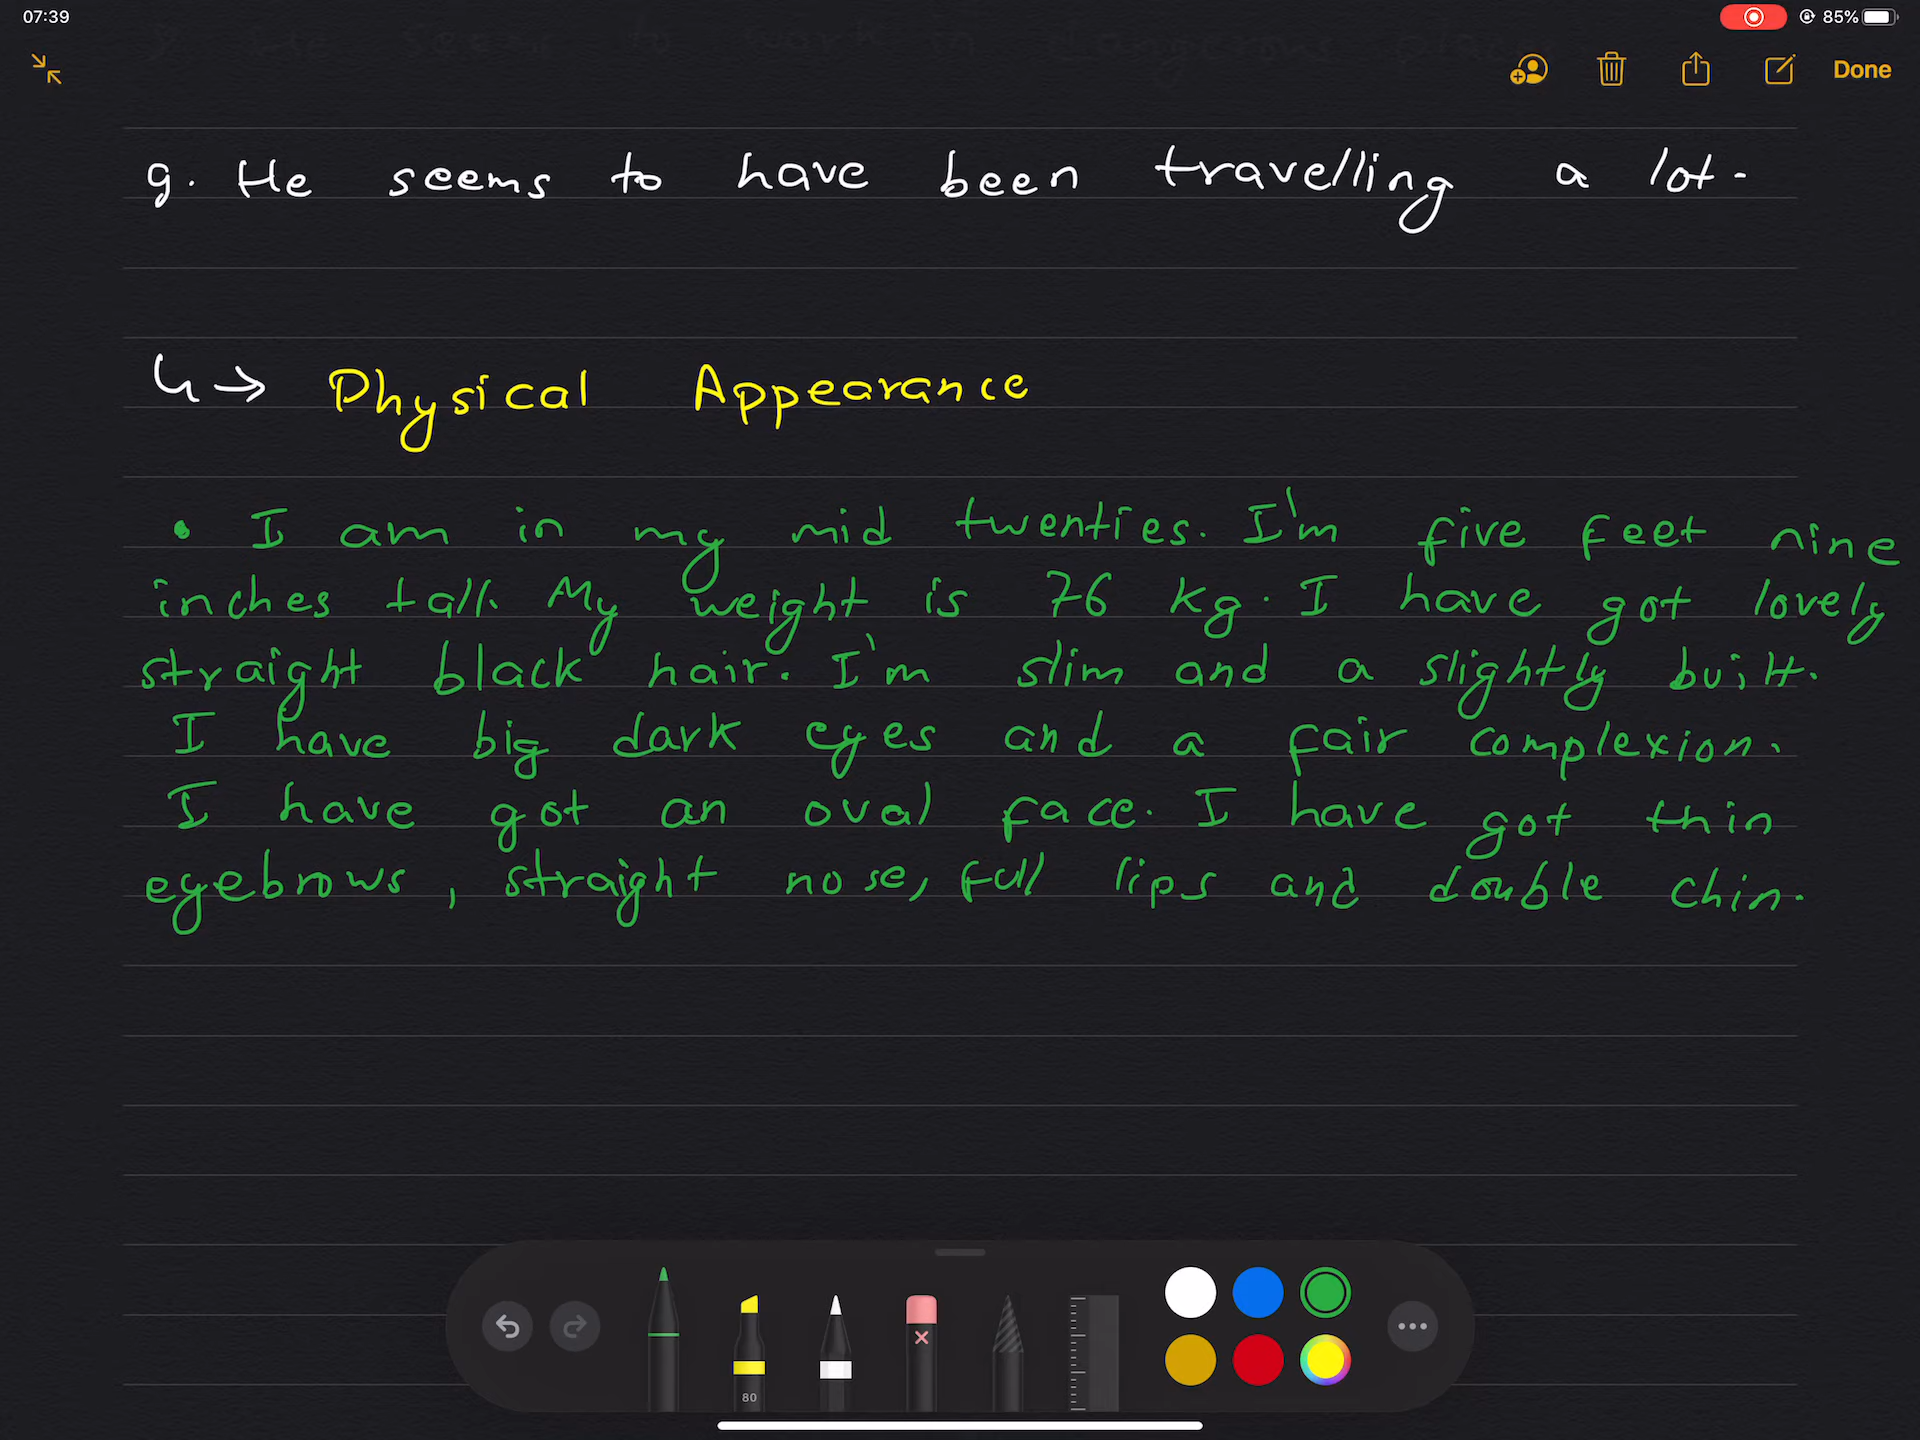 07:39
85%
Done
g. He seems to have been travelling a lot.
Physical Appearance
• I am in my mid twenties. I'm five feet nine
inches tall. My weight is 76 kg. I have got lovely
straight black hair. I'm slim and a slightly built.
I have big dark eyes and a fair complexion.
I have got an oval face. I have got thin
eyebrows, straight nose, full lips and double chin.
80